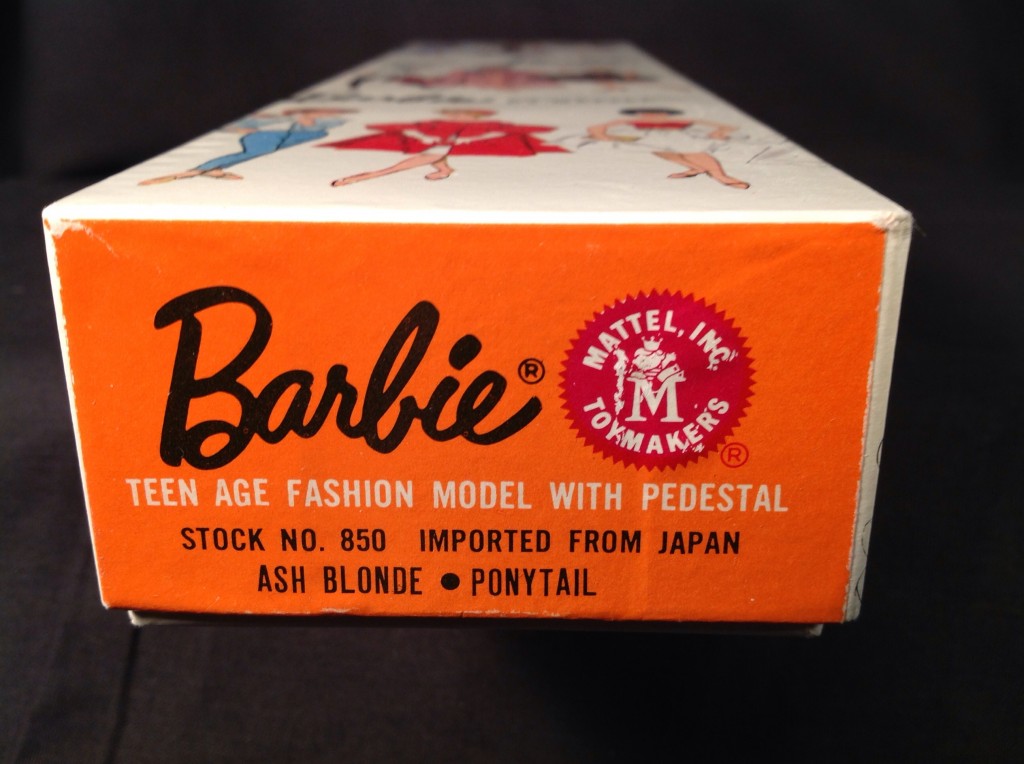 Barbie®
MATTEL, INC.
M
TOYMAKERS
®
TEEN AGE FASHION MODEL WITH PEDESTAL
STOCK NO. 850 IMPORTED FROM JAPAN
ASH BLONDE • PONYTAIL